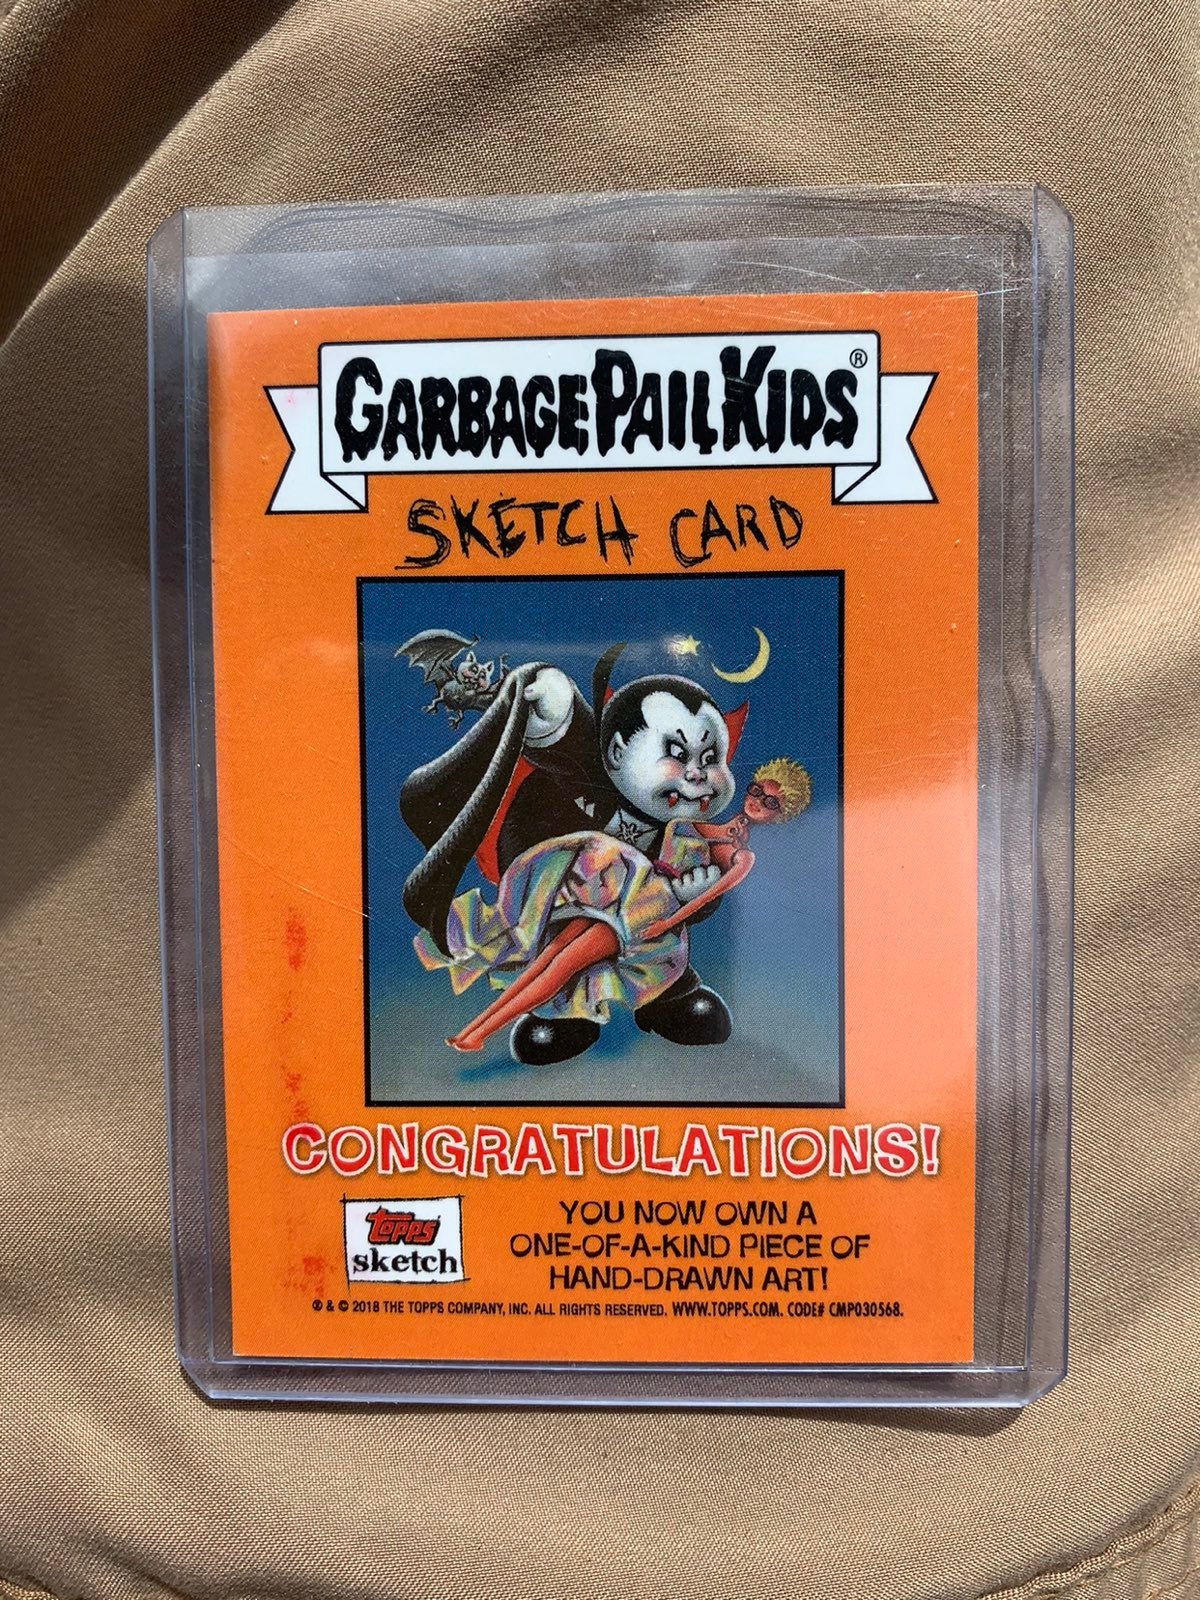 GARBAGE PAIL KIDS®
SKETCH CARD
CONGRATULATIONS!
topps
sketch
YOU NOW OWN A
ONE-OF-A-KIND PIECE OF
HAND-DRAWN ART!
® & © 2018 THE TOPPS COMPANY, INC. ALL RIGHTS RESERVED. WWW.TOPPS.COM. CODE# CMP030568.